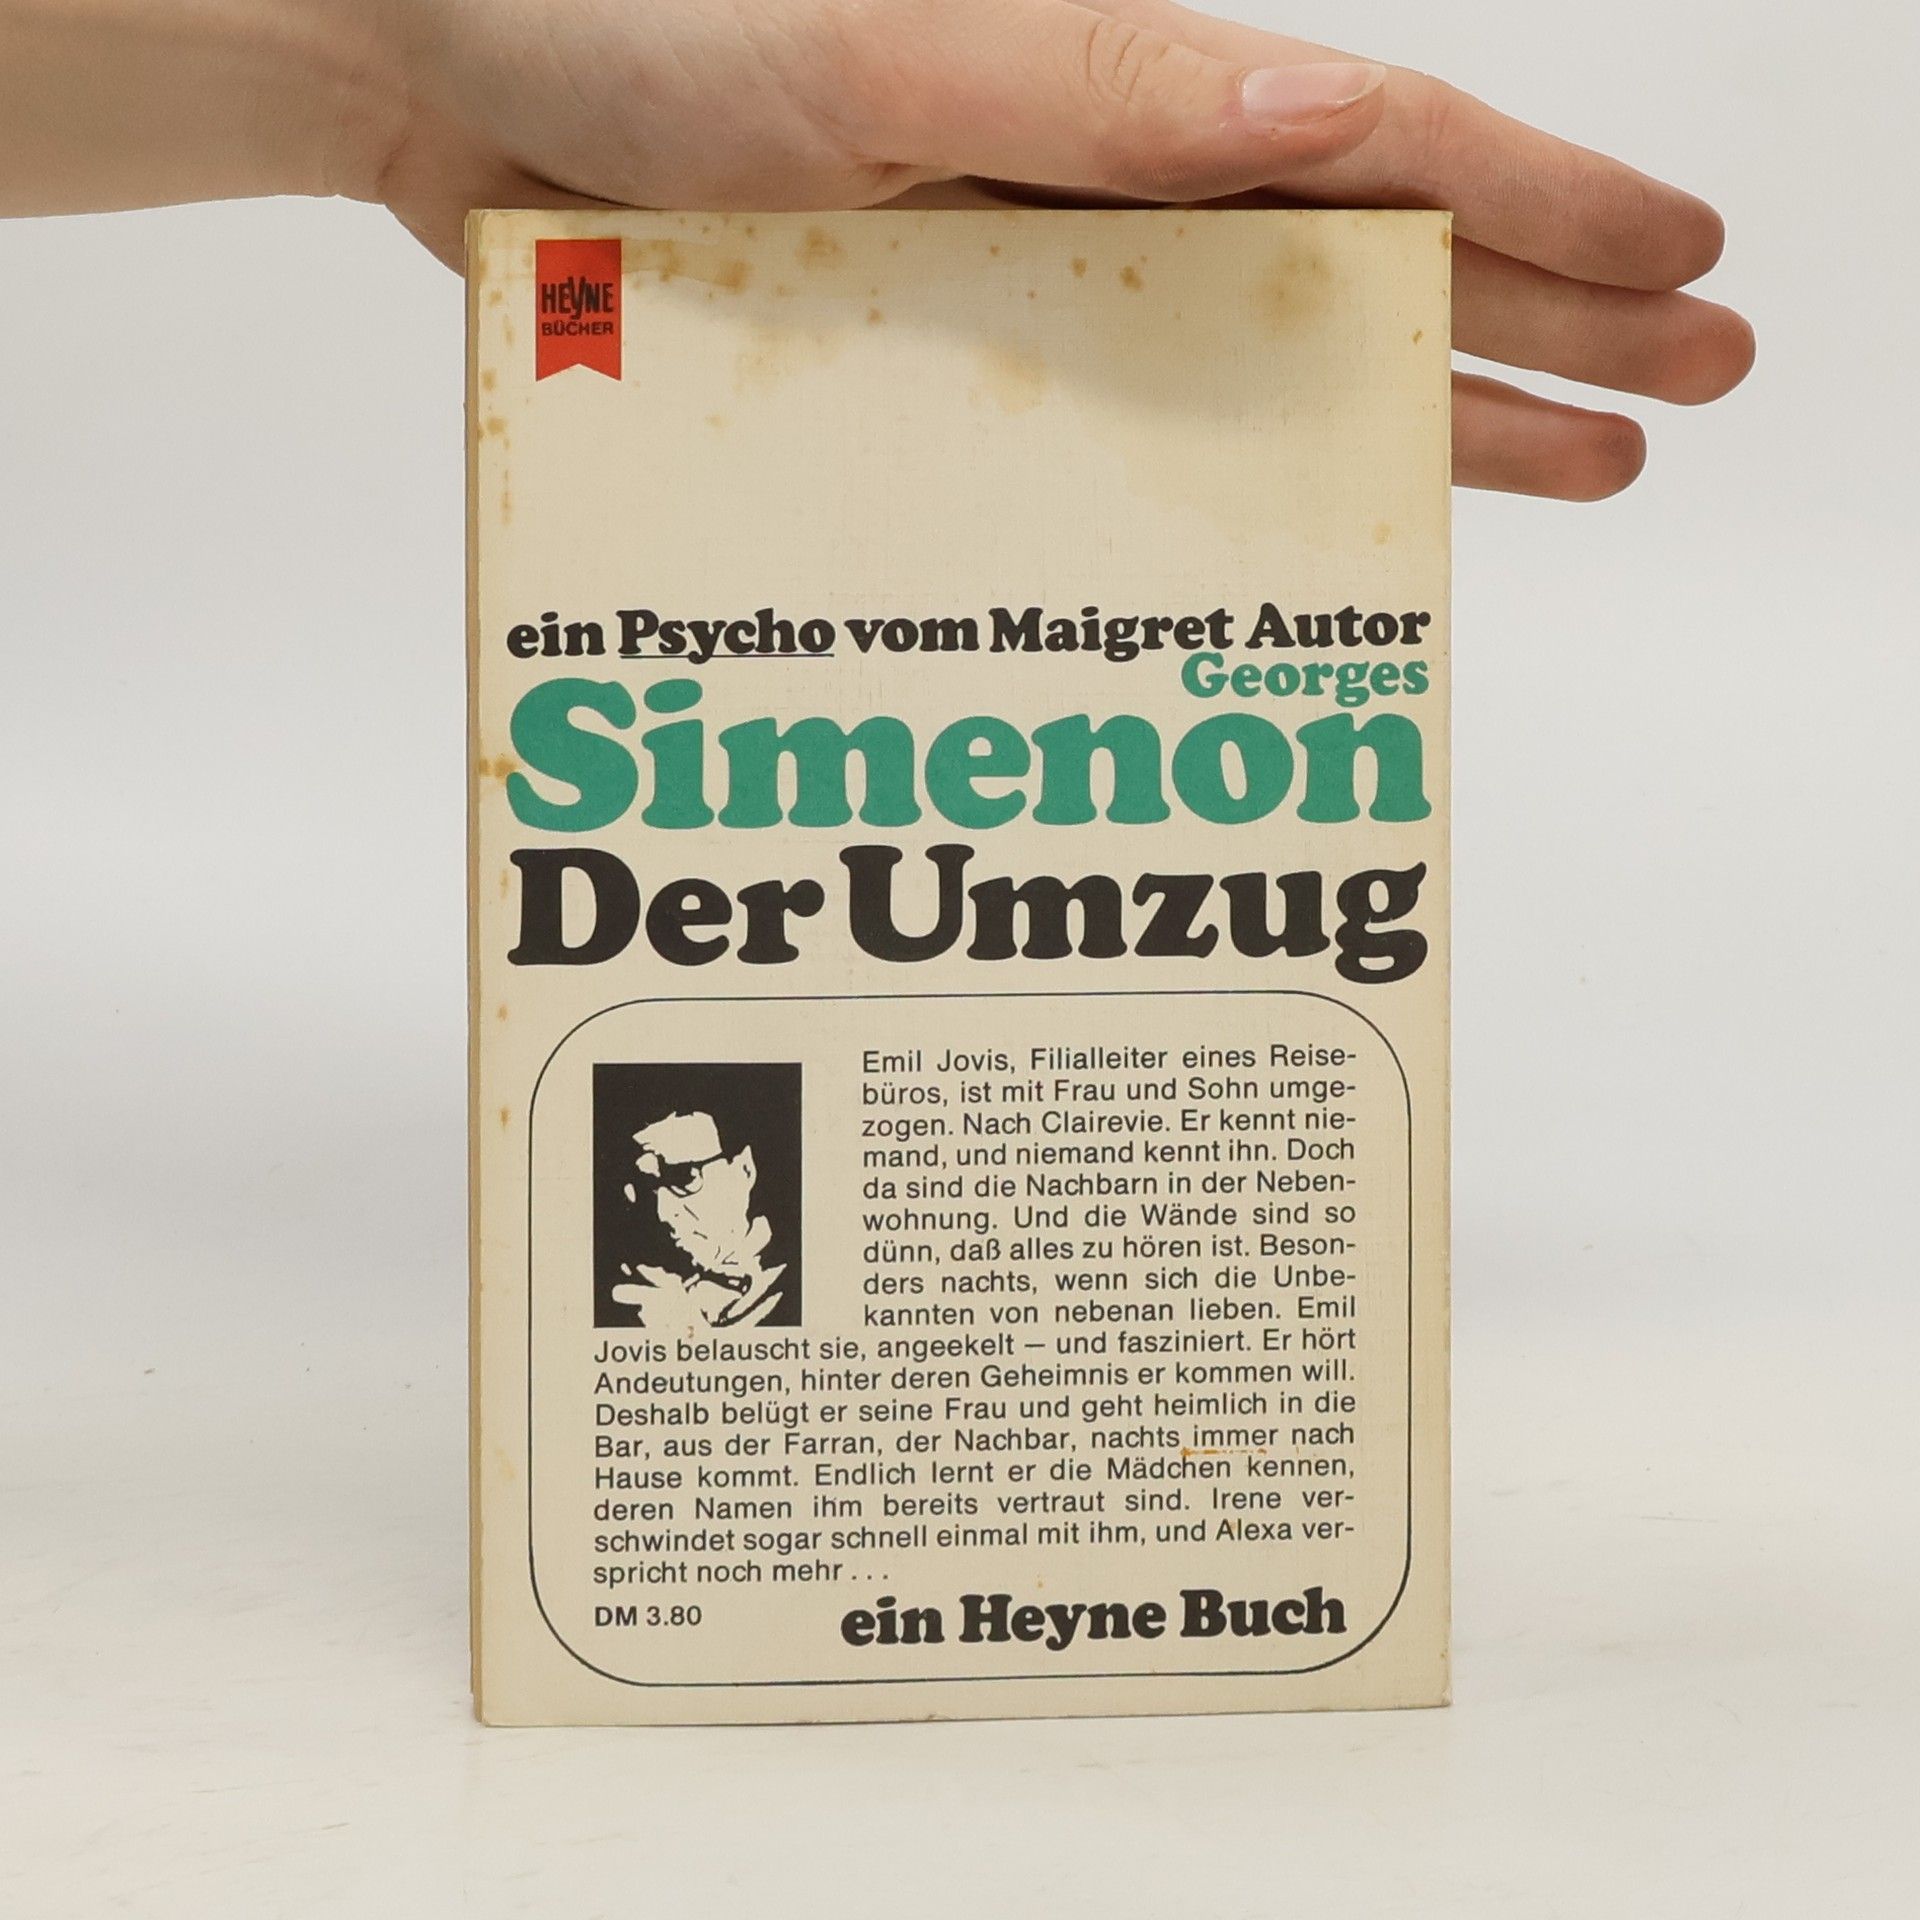 HEYNE
BÜCHER
ein Psycho vom Maigret Autor
Georges
Simenon
Der Umzug
Emil Jovis, Filialleiter eines Reise-
büros, ist mit Frau und Sohn umge-
zogen. Nach Clairevie. Er kennt nie-
mand, und niemand kennt ihn. Doch
da sind die Nachbarn in der Neben-
wohnung. Und die Wände sind so
dünn, daß alles zu hören ist. Beson-
ders nachts, wenn sich die Unbe-
kannten von nebenan lieben. Emil
Jovis belauscht sie, angeekelt – und fasziniert. Er hört
Andeutungen, hinter deren Geheimnis er kommen will.
Deshalb belügt er seine Frau und geht heimlich in die
Bar, aus der Farran, der Nachbar, nachts immer nach
Hause kommt. Endlich lernt er die Mädchen kennen,
deren Namen ihm bereits vertraut sind. Irene ver-
schwindet sogar schnell einmal mit ihm, und Alexa ver-
spricht noch mehr . . .
DM 3.80
ein Heyne Buch